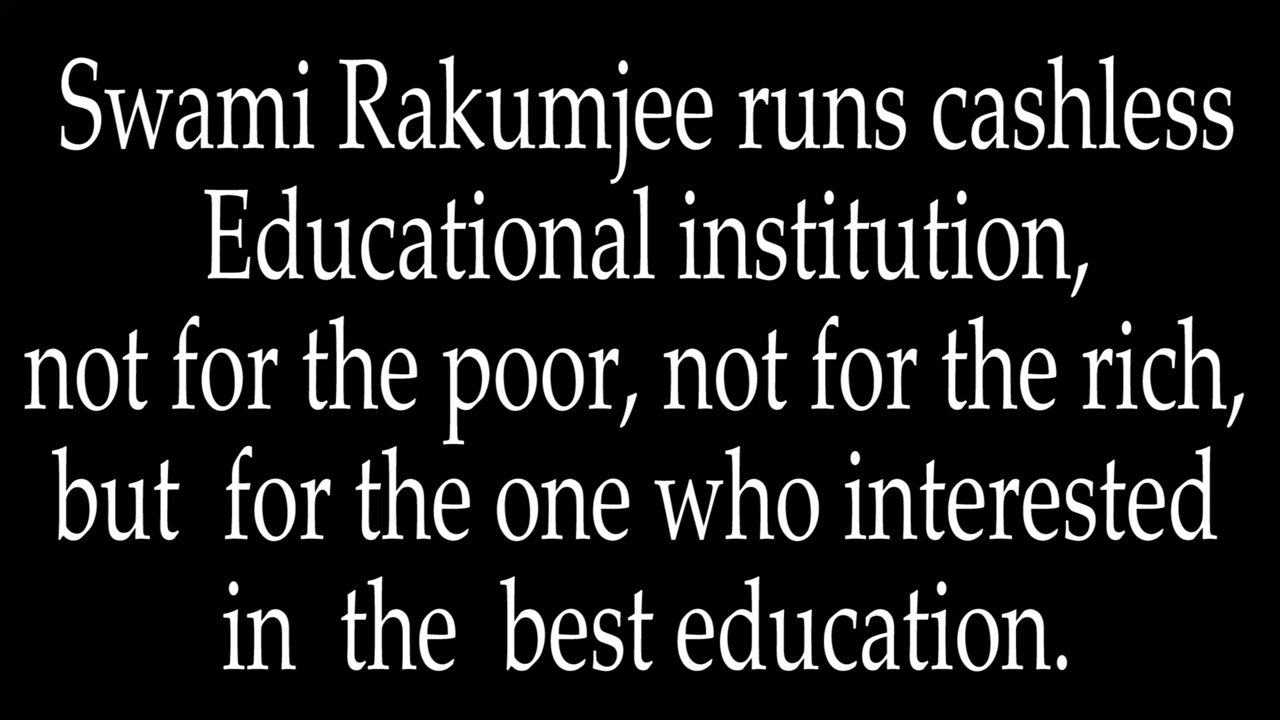 Swami Rakumjee runs cashless
Educational institution,
not for the poor, not for the rich,
but for the one who interested
in the best education.